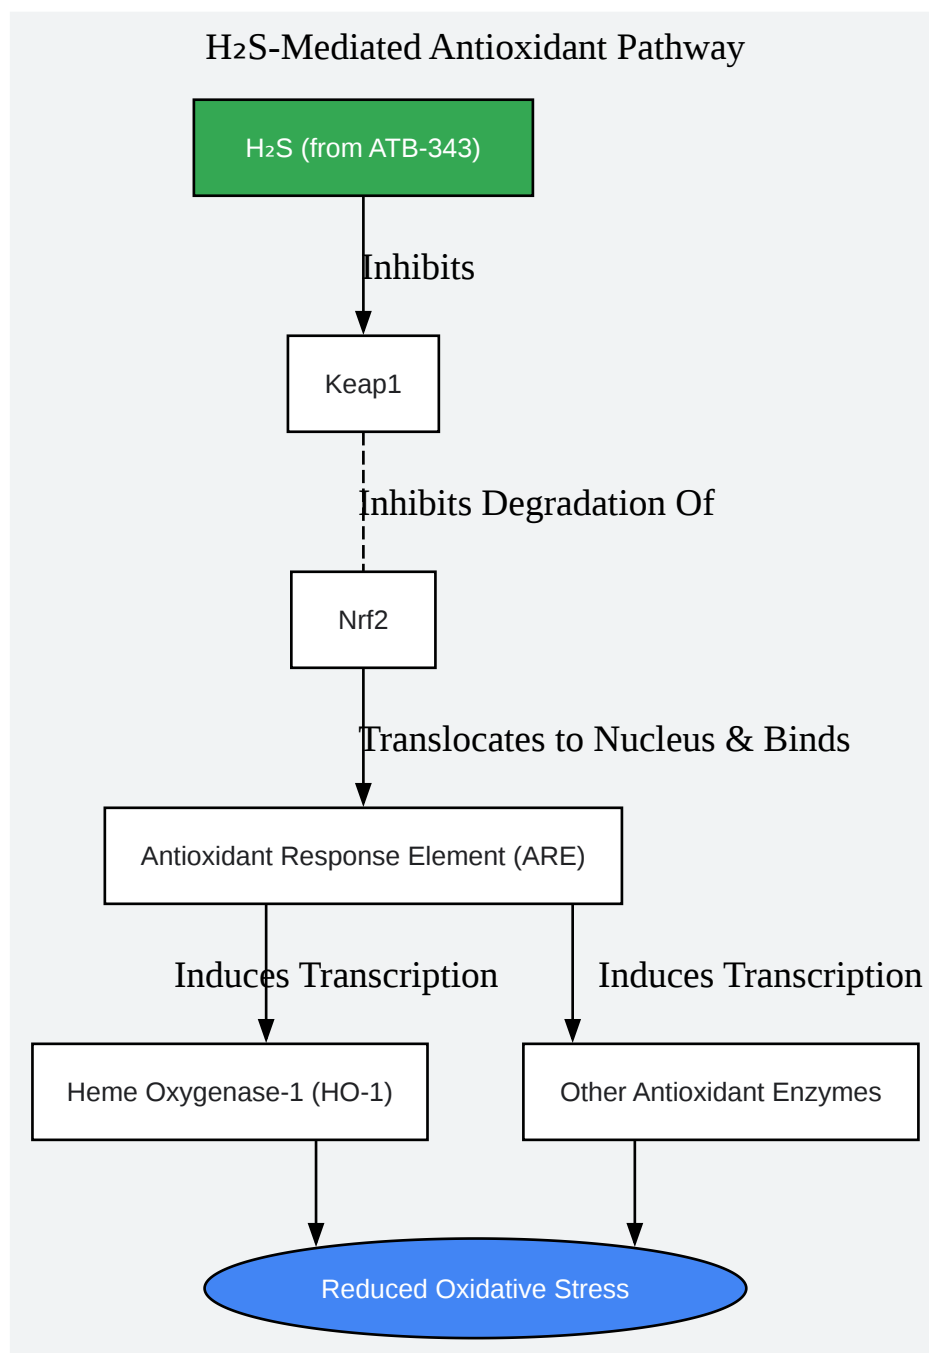 H₂S-Mediated Antioxidant Pathway
H₂S (from ATB-343)
Inhibits
Keap1
Inhibits Degradation Of
Nrf2
Translocates to Nucleus & Binds
Antioxidant Response Element (ARE)
Induces Transcription
Induces Transcription
Heme Oxygenase-1 (HO-1)
Other Antioxidant Enzymes
Reduced Oxidative Stress